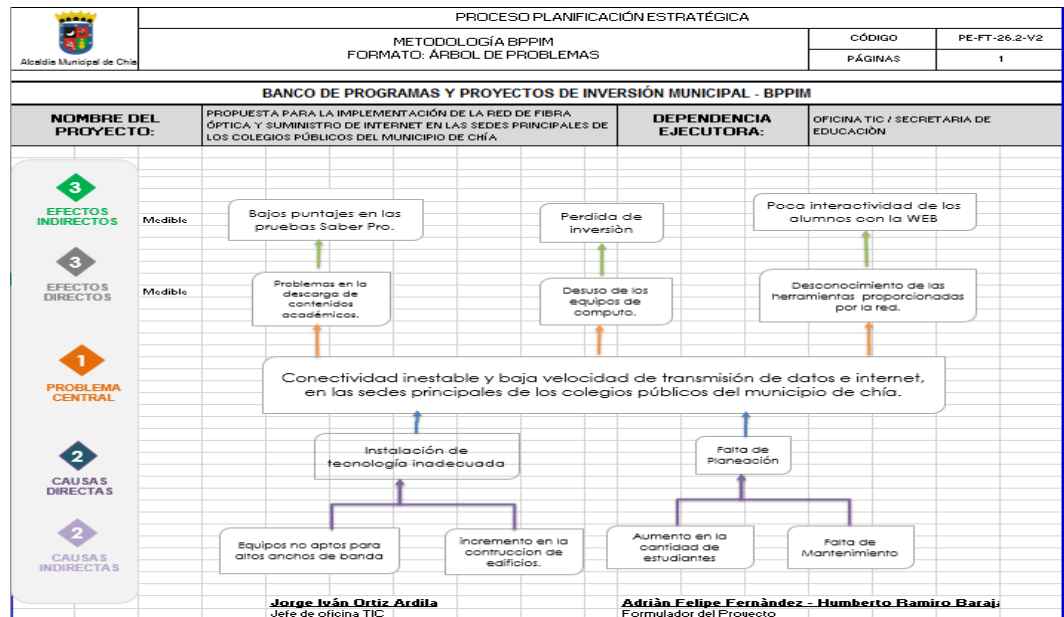 PROCESO PLANIFICACIÓN ESTRATÉGICA
Alcaldía Municipal de Chía
METODOLOGÍA BPPIM
FORMATO: ÁRBOL DE PROBLEMAS
CÓDIGO
PE-FT-26.2-V2
PÁGINAS
1
BANCO DE PROGRAMAS Y PROYECTOS DE INVERSIÓN MUNICIPAL - BPPIM
NOMBRE DEL
PROYECTO:
PROPUESTA PARA LA IMPLEMENTACIÓN DE LA RED DE FIBRA
ÓPTICA Y SUMINISTRO DE INTERNET EN LAS SEDES PRINCIPALES DE
LOS COLEGIOS PÚBLICOS DEL MUNICIPIO DE CHÍA
DEPENDENCIA
EJECUTORA:
OFICINA TIC / SECRETARIA DE
EDUCACIÒN
3
EFECTOS
INDIRECTOS
Medible
Bajos puntajes en las
pruebas Saber Pro.
Perdida de
inversiòn
Poca interactividad de los
alumnos con la WEB
3
EFECTOS
DIRECTOS
Medible
Problemas en la
descarga de
contenidos
académicos.
Desuso de los
equipos de
computo.
Desconocimiento de las
herramientas proporcionadas
por la red.
1
PROBLEMA
CENTRAL
Conectividad inestable y baja velocidad de transmisión de datos e internet,
en las sedes principales de los colegios públicos del municipio de chía.
2
CAUSAS
DIRECTAS
Instalación de
tecnología inadecuada
Falta de
Planeación
2
CAUSAS
INDIRECTAS
Equipos no aptos para
altos anchos de banda
incremento en la
contruccion de
edificios.
Aumento en la
cantidad de
estudiantes
Falta de
Mantenimiento
Jorge Iván Ortiz Ardila
Jefe de oficina TIC
Adriàn Felipe Fernàndez - Humberto Ramiro Baraj
Formulador del Proyecto